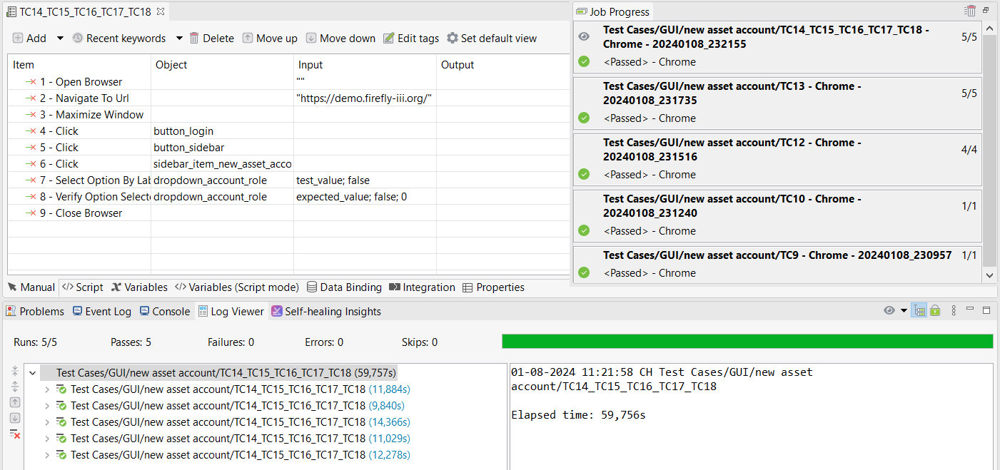 TC14_TC15_TC16_TC17_TC18
Add Recent keywords Delete Move up Move down Edit tags Set default view
Item Object Input Output
1 - Open Browser ""
2 - Navigate To Url "https://demo.firefly-iii.org/"
3 - Maximize Window
4 - Click button_login
5 - Click button_sidebar
6 - Click sidebar_item_new_asset_acco
7 - Select Option By Lab dropdown_account_role test_value; false
8 - Verify Option Selecte dropdown_account_role expected_value; false; 0
9 - Close Browser
Manual Script Variables Variables (Script mode) Data Binding Integration Properties
Job Progress
Test Cases/GUI/new asset account/TC14_TC15_TC16_TC17_TC18 - 5/5
Chrome - 20240108_232155
<Passed> - Chrome
Test Cases/GUI/new asset account/TC13 - Chrome - 5/5
20240108_231735
<Passed> - Chrome
Test Cases/GUI/new asset account/TC12 - Chrome - 4/4
20240108_231516
<Passed> - Chrome
Test Cases/GUI/new asset account/TC10 - Chrome - 1/1
20240108_231240
<Passed> - Chrome
Test Cases/GUI/new asset account/TC9 - Chrome - 20240108_230957 1/1
<Passed> - Chrome
Problems Event Log Console Log Viewer Self-healing Insights
Runs: 5/5 Passes: 5 Failures: 0 Errors: 0 Skips: 0
Test Cases/GUI/new asset account/TC14_TC15_TC16_TC17_TC18 (59,757s)
Test Cases/GUI/new asset account/TC14_TC15_TC16_TC17_TC18 (11,884s)
Test Cases/GUI/new asset account/TC14_TC15_TC16_TC17_TC18 (9,840s)
Test Cases/GUI/new asset account/TC14_TC15_TC16_TC17_TC18 (14,366s)
Test Cases/GUI/new asset account/TC14_TC15_TC16_TC17_TC18 (11,029s)
Test Cases/GUI/new asset account/TC14_TC15_TC16_TC17_TC18 (12,278s)
01-08-2024 11:21:58 CH Test Cases/GUI/new asset
account/TC14_TC15_TC16_TC17_TC18
Elapsed time: 59,756s